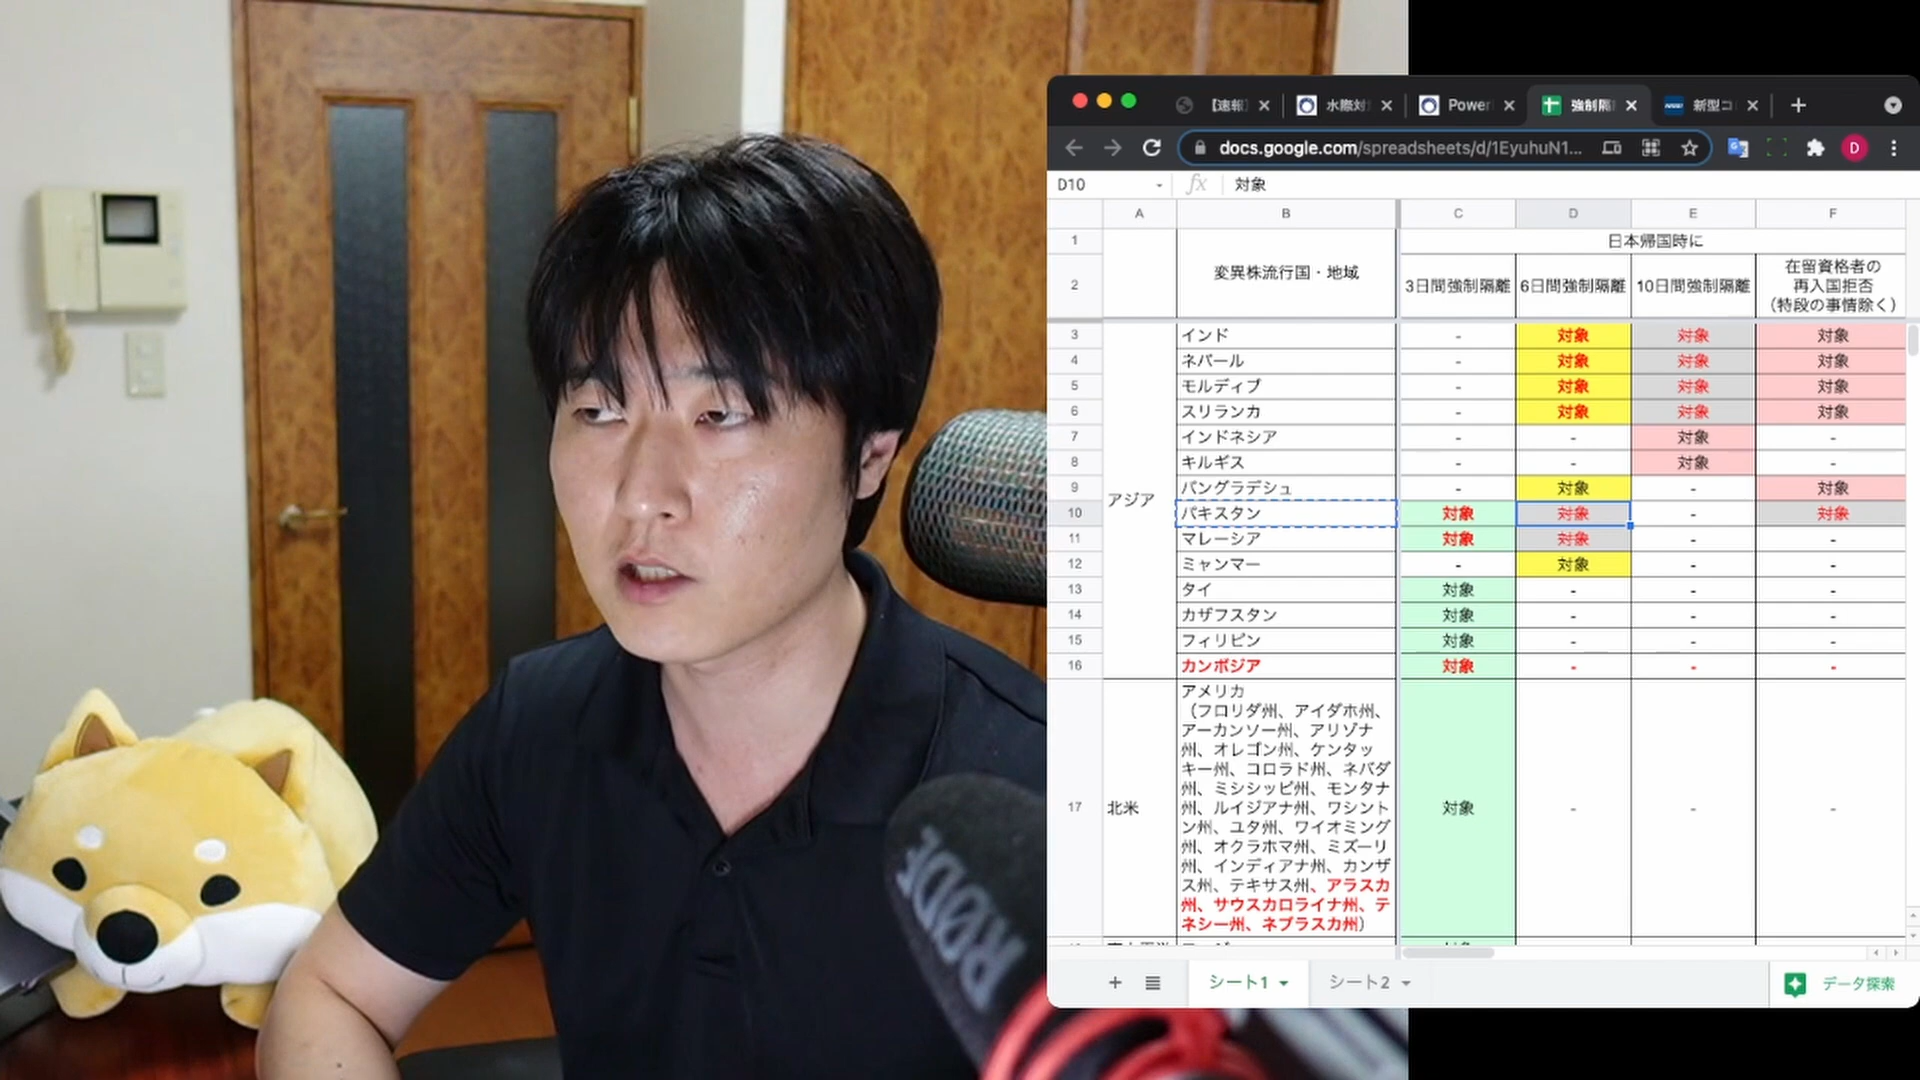 【速報】
水際対
Power
強制隔
新型コ
docs.google.com/spreadsheets/d/1EyuhuN1...
D
D10
fx
対象
A B C D E F
1 日本帰国時に
2 変異株流行国・地域 3日間強制隔離 6日間強制隔離 10日間強制隔離 在留資格者の
再入国拒否
（特段の事情除く）
3 インド - 対象 対象 対象
4 ネパール - 対象 対象 対象
5 モルディブ - 対象 対象 対象
6 スリランカ - 対象 対象 対象
7 インドネシア - - 対象 -
8 キルギス - - 対象 -
9 バングラデシュ - 対象 - 対象
アジア
10 パキスタン 対象 対象 - 対象
11 マレーシア 対象 対象 - -
12 ミャンマー - 対象 - -
13 タイ 対象 - - -
14 カザフスタン 対象 - - -
15 フィリピン 対象 - - -
16 カンボジア 対象 - - -
アメリカ
（フロリダ州、アイダホ州、
アーカンソー州、アリゾナ
州、オレゴン州、ケンタッ
キー州、コロラド州、ネバダ
州、ミシシッピ州、モンタナ
17 北米 州、ルイジアナ州、ワシント 対象 - - -
ン州、ユタ州、ワイオミング
州、オクラホマ州、ミズーリ
州、インディアナ州、カンザ
ス州、テキサス州、アラスカ
州、サウスカロライナ州、テ
ネシー州、ネブラスカ州）
シート1
シート2
データ探索
RØDE